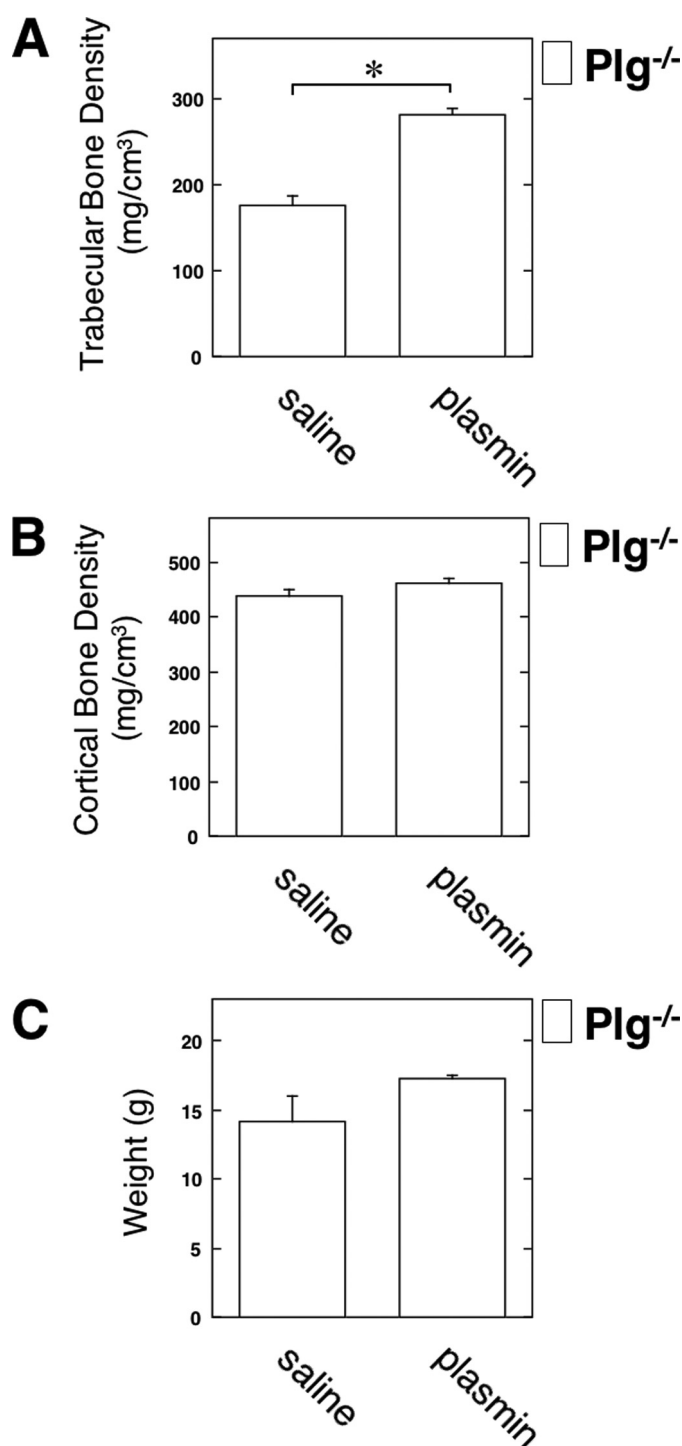 A
Plg-/-
Trabecular Bone Density
(mg/cm³)
*
300
200
100
0
saline
plasmin
B
Plg-/-
Cortical Bone Density
(mg/cm³)
500
400
300
200
100
0
saline
plasmin
C
Plg-/-
Weight (g)
20
15
10
5
0
saline
plasmin